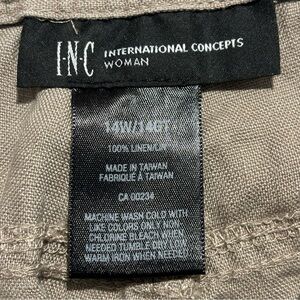 I·N·C INTERNATIONAL CONCEPTS
WOMAN
14W/14GT
100% LINEN/LIN
MADE IN TAIWAN
FABRIQUÉ À TAIWAN
CA 00234
MACHINE WASH COLD WITH
LIKE COLORS ONLY NON
CHLORINE BLEACH WHEN
NEEDED TUMBLE DRY LOW
WARM IRON WHEN NEEDED